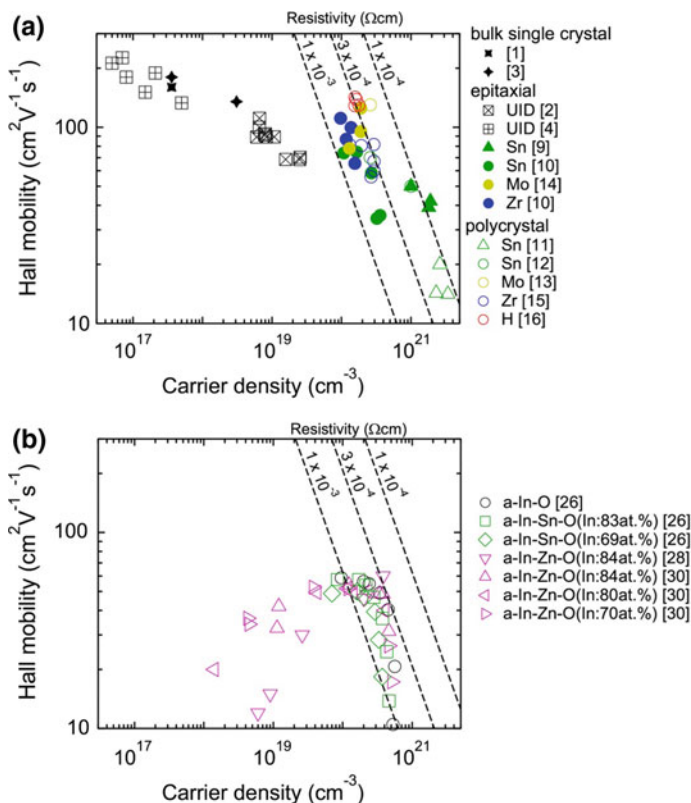 (a)
Resistivity (Ωcm)
1 x 10⁻³
3 x 10⁻⁴
1 x 10⁻⁴
100
10
Hall mobility (cm²V⁻¹s⁻¹)
10¹⁷
10¹⁹
10²¹
Carrier density (cm⁻³)
bulk single crystal
[1]
[3]
epitaxial
UID [2]
UID [4]
Sn [9]
Sn [10]
Mo [14]
Zr [10]
polycrystal
Sn [11]
Sn [12]
Mo [13]
Zr [15]
H [16]
(b)
Resistivity (Ωcm)
1 x 10⁻³
3 x 10⁻⁴
1 x 10⁻⁴
100
10
Hall mobility (cm²V⁻¹s⁻¹)
10¹⁷
10¹⁹
10²¹
Carrier density (cm⁻³)
a-In-O [26]
a-In-Sn-O(In:83at.%) [26]
a-In-Sn-O(In:69at.%) [26]
a-In-Zn-O(In:84at.%) [28]
a-In-Zn-O(In:84at.%) [30]
a-In-Zn-O(In:80at.%) [30]
a-In-Zn-O(In:70at.%) [30]